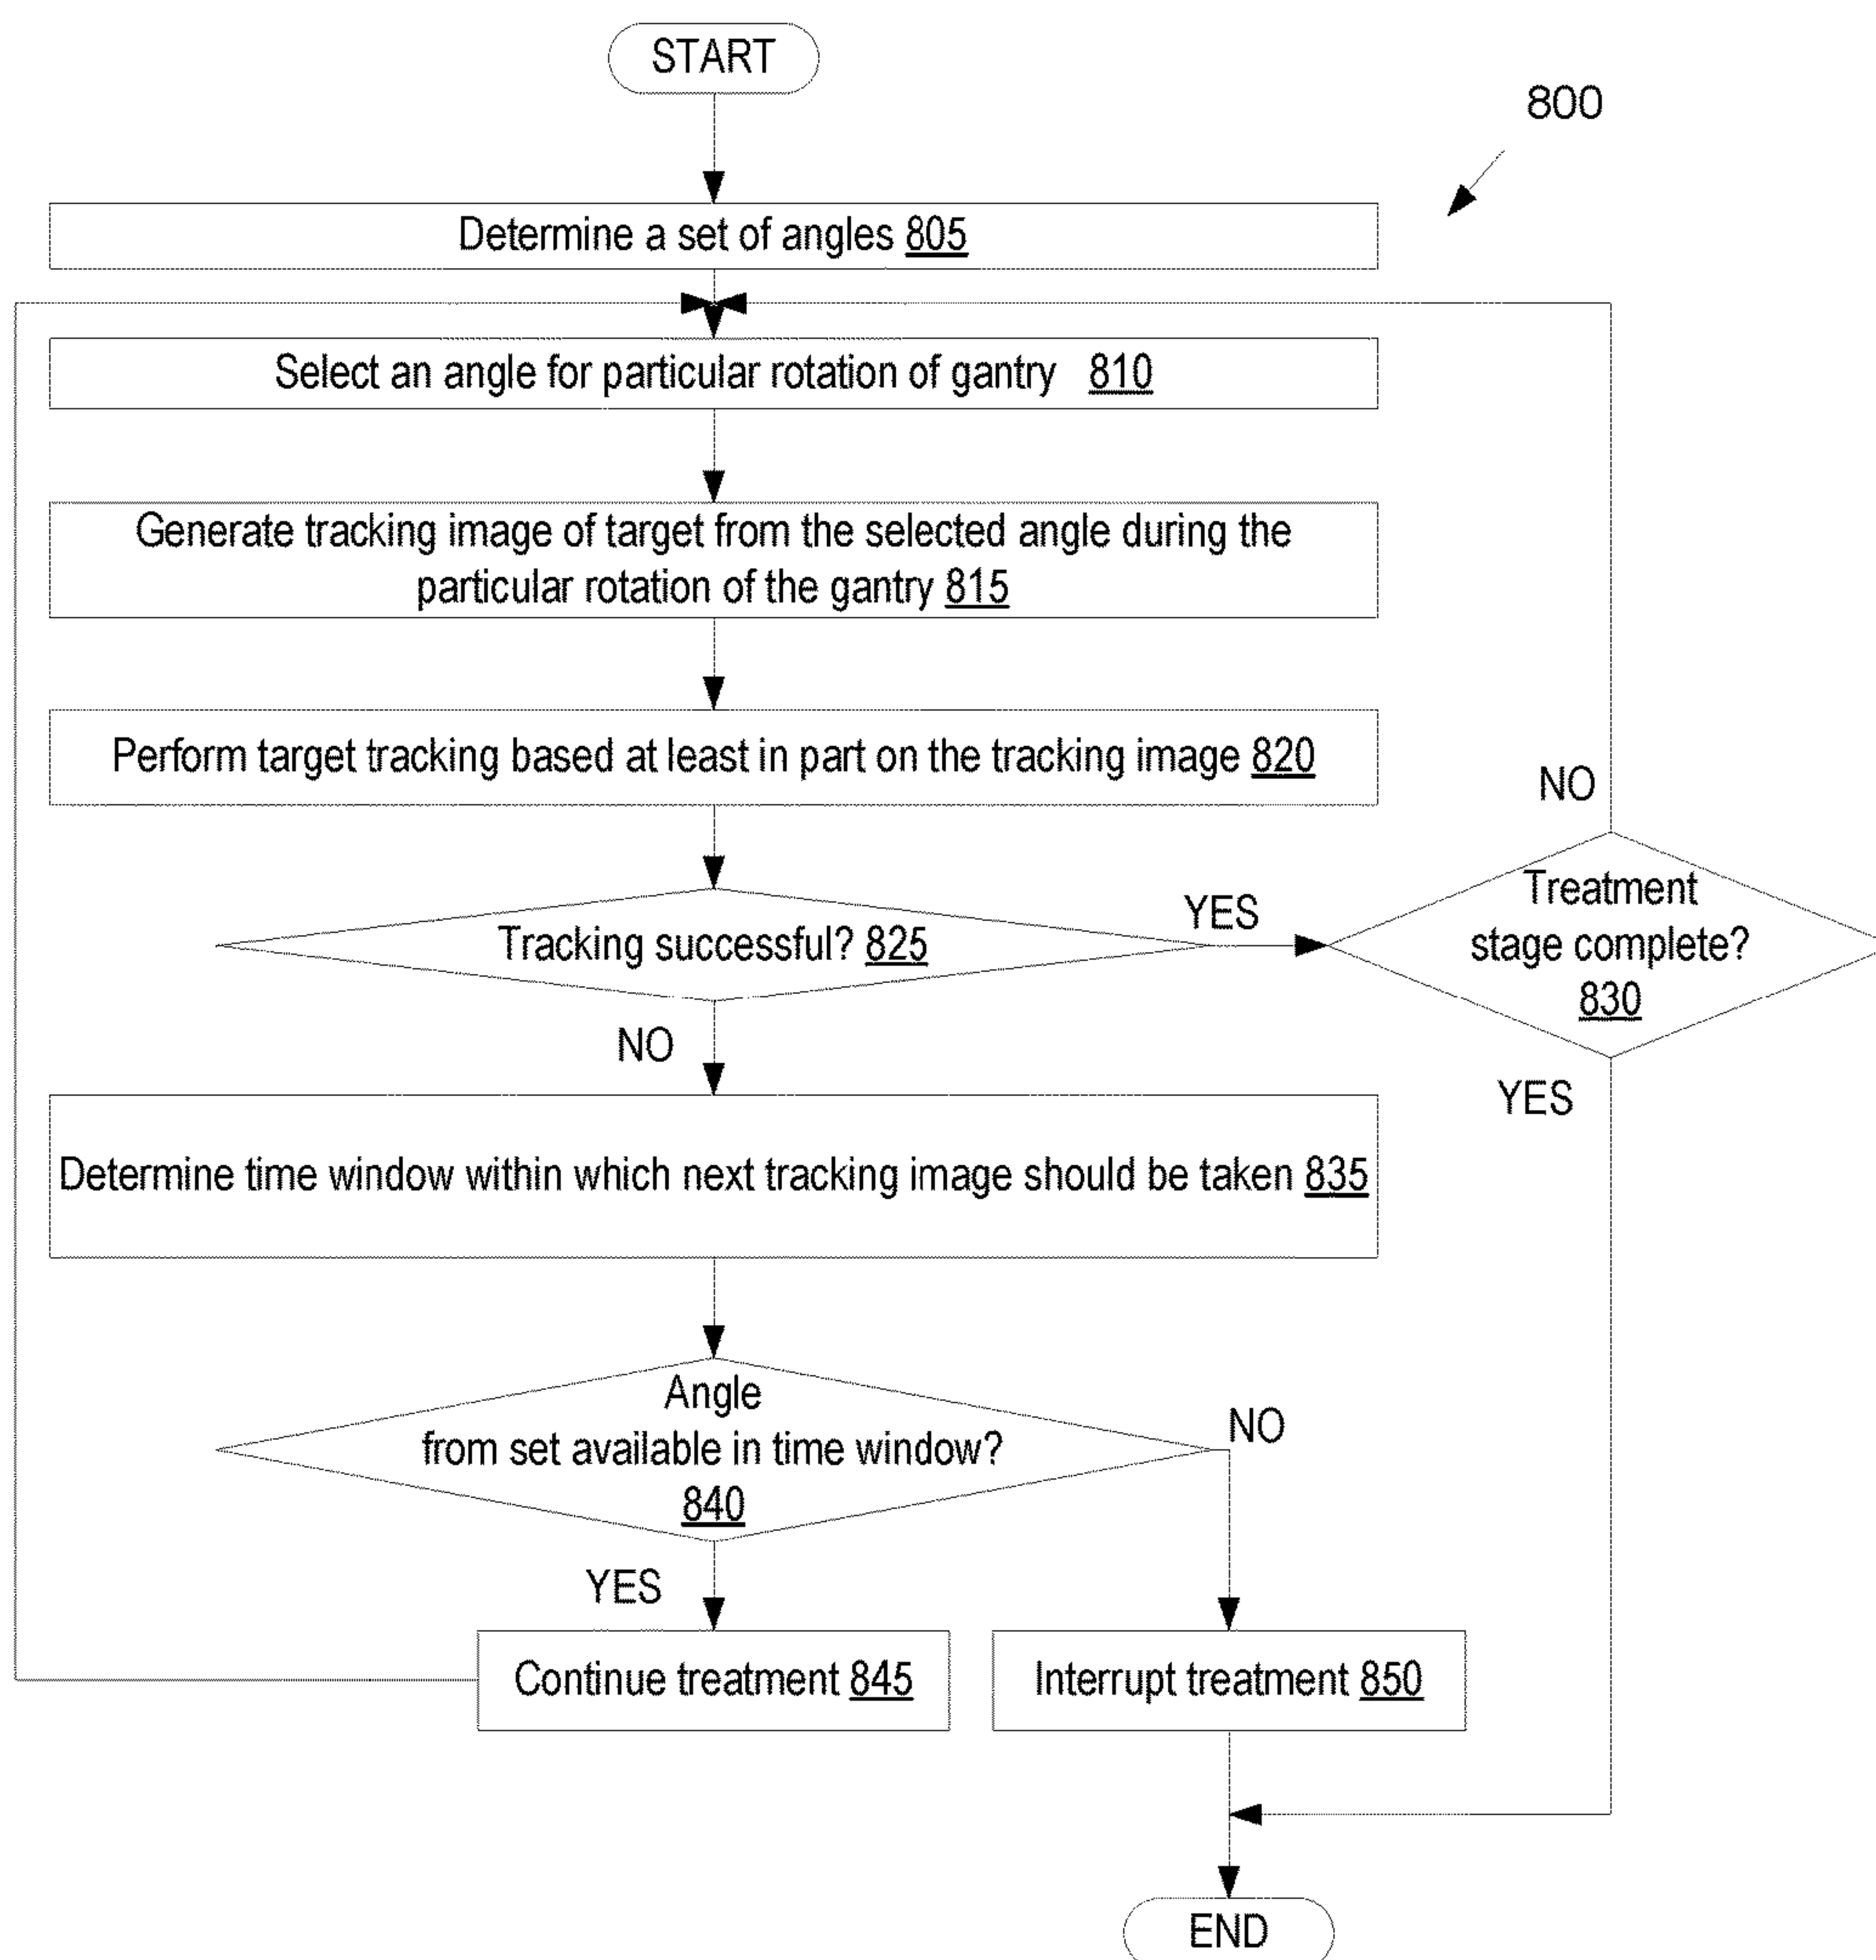 START
800
Determine a set of angles 805
Select an angle for particular rotation of gantry 810
Generate tracking image of target from the selected angle during the
particular rotation of the gantry 815
Perform target tracking based at least in part on the tracking image 820
NO
Treatment
stage complete?
830
YES
Tracking successful? 825
YES
NO
Determine time window within which next tracking image should be taken 835
Angle
from set available in time window?
840
NO
YES
Continue treatment 845
Interrupt treatment 850
END